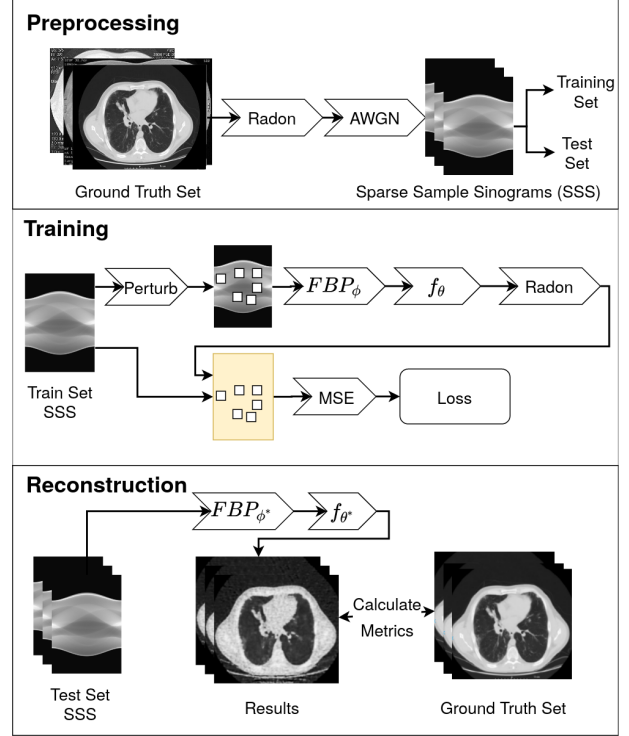 Preprocessing
Radon
AWGN
Training
Set
Test
Set
Ground Truth Set
Sparse Sample Sinograms (SSS)
Training
Perturb
FBP_ϕ
f_θ
Radon
Train Set
SSS
MSE
Loss
Reconstruction
FBP_ϕ*
f_θ*
Calculate
Metrics
Test Set
SSS
Results
Ground Truth Set